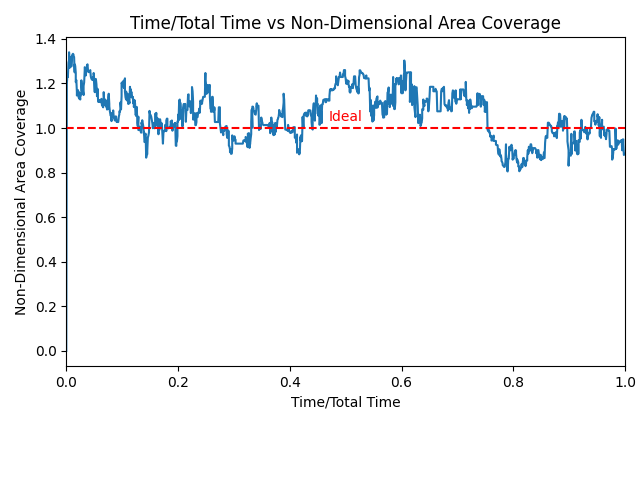 Time/Total Time vs Non-Dimensional Area Coverage
Non-Dimensional Area Coverage
1.4
1.2
1.0
0.8
0.6
0.4
0.2
0.0
Ideal
0.0 0.2 0.4 0.6 0.8 1.0
Time/Total Time